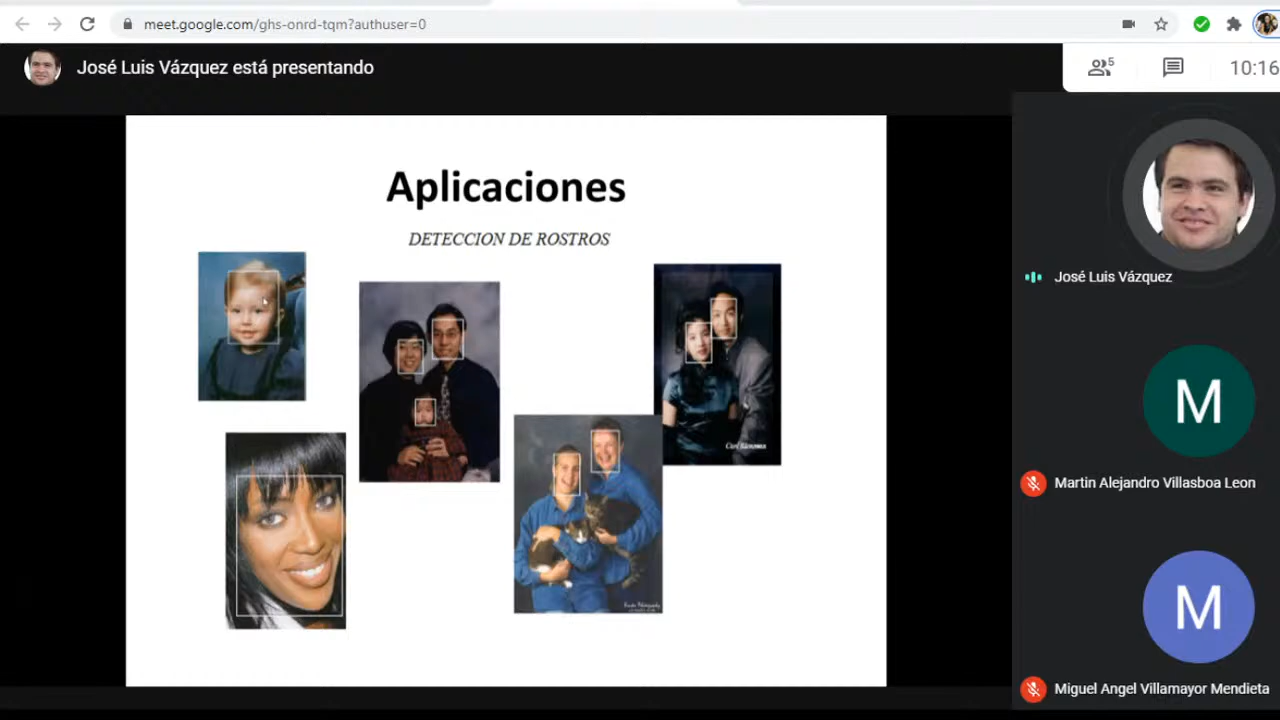 meet.google.com/ghs-onrd-tqm?authuser=0
José Luis Vázquez está presentando
5
10:16
Aplicaciones
DETECCION DE ROSTROS
José Luis Vázquez
M
Martin Alejandro Villasboa Leon
M
Miguel Angel Villamayor Mendieta